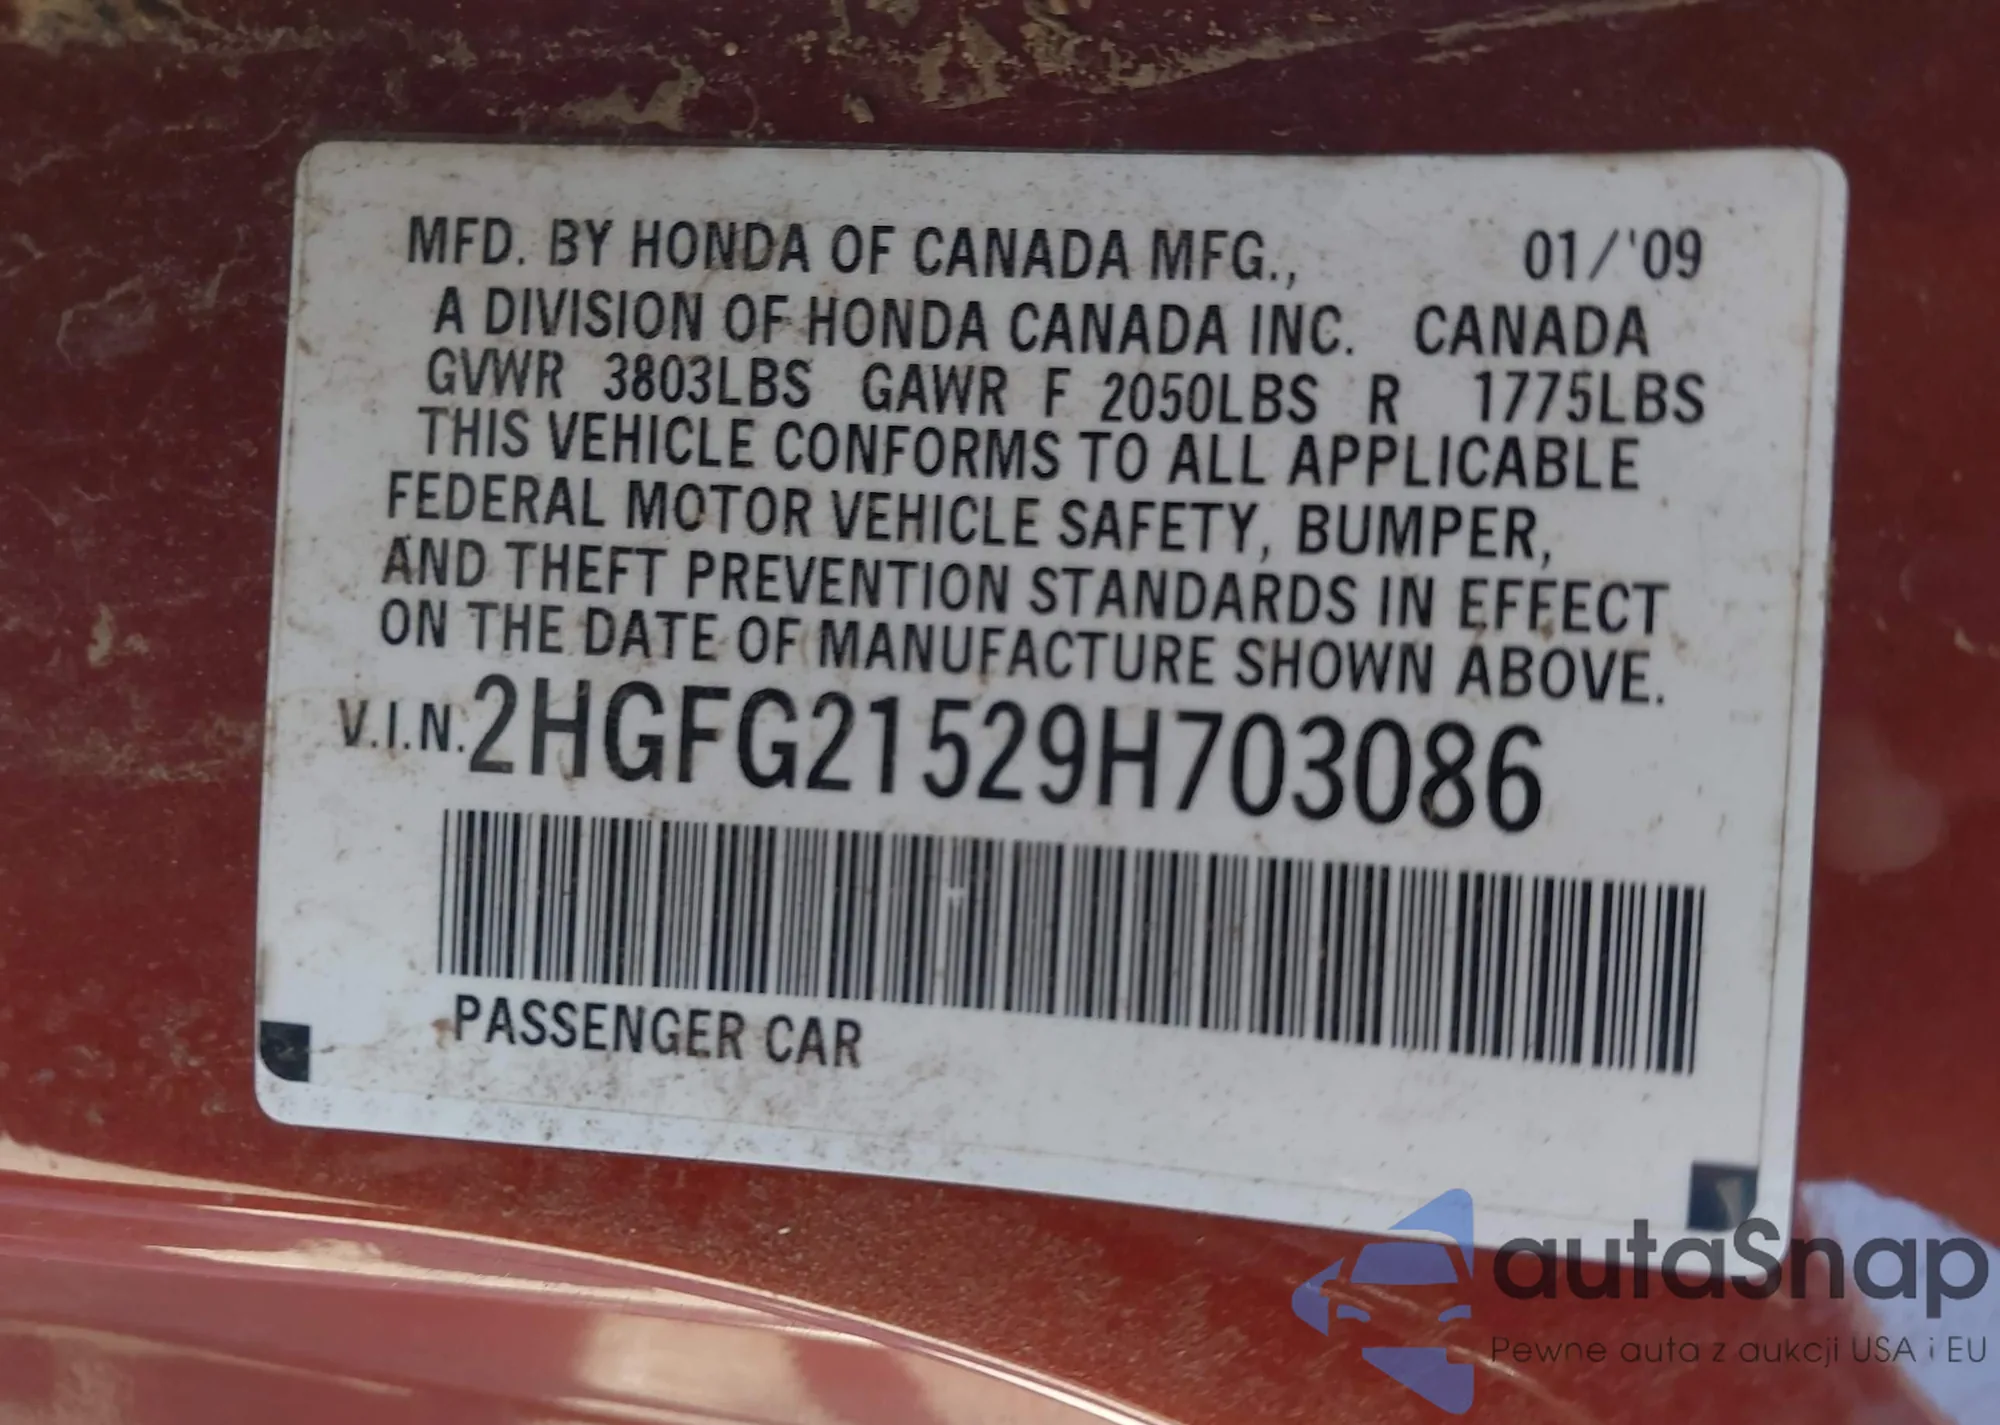 MFD. BY HONDA OF CANADA MFG., 01/'09
A DIVISION OF HONDA CANADA INC. CANADA
GVWR 3803LBS GAWR F 2050LBS R 1775LBS
THIS VEHICLE CONFORMS TO ALL APPLICABLE
FEDERAL MOTOR VEHICLE SAFETY, BUMPER,
AND THEFT PREVENTION STANDARDS IN EFFECT
ON THE DATE OF MANUFACTURE SHOWN ABOVE.
V.I.N. 2HGFG21529H703086
PASSENGER CAR
autaSnap
Pewne auta z aukcji USA i EU